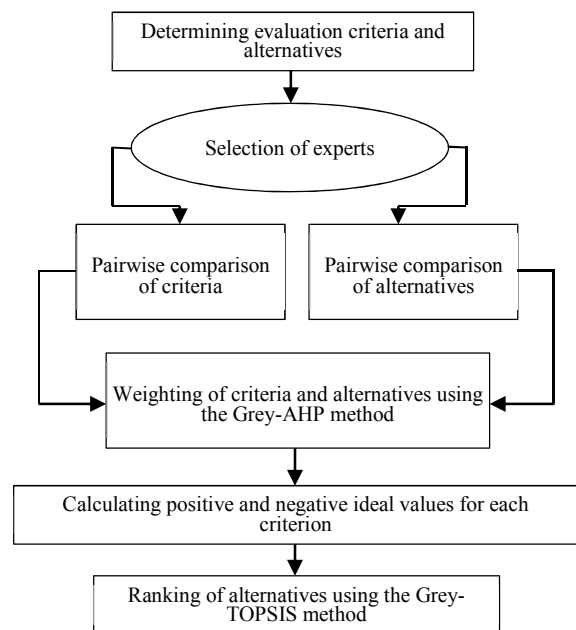 Determining evaluation criteria and
alternatives
Selection of experts
Pairwise comparison
of criteria
Pairwise comparison
of alternatives
Weighting of criteria and alternatives using
the Grey-AHP method
Calculating positive and negative ideal values for each
criterion
Ranking of alternatives using the Grey-
TOPSIS method